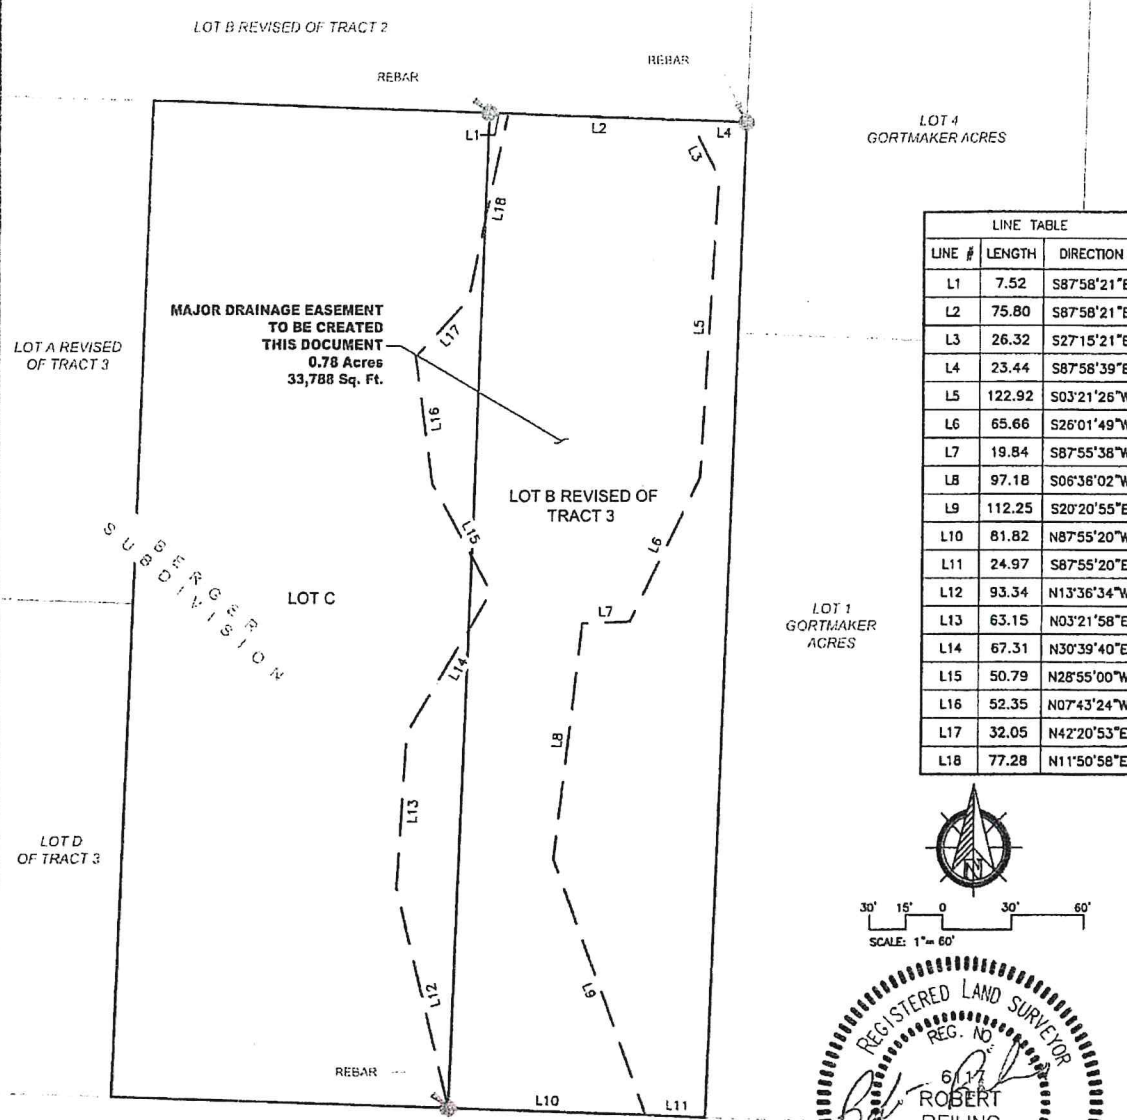 LOT B REVISED OF TRACT 2
REBAR
REBAR
L1
L2
L4
L3
LOT 4
GORTMAKER ACRES
L18
L5
MAJOR DRAINAGE EASEMENT
TO BE CREATED
THIS DOCUMENT
0.78 Acres
33,788 Sq. Ft.
L17
LOT A REVISED
OF TRACT 3
L16
LOT B REVISED OF
TRACT 3
L15
L6
BERGER
SUBDIVISION
LOT C
L7
LOT 1
GORTMAKER
ACRES
L14
L8
L13
LOT D
OF TRACT 3
L12
L9
REBAR
L10
L11
LINE TABLE
LINE # LENGTH DIRECTION
L1 7.52 S87°58'21"E
L2 75.80 S87°58'21"E
L3 26.32 S27°15'21"E
L4 23.44 S87°58'39"E
L5 122.92 S03°21'26"W
L6 65.66 S26°01'49"W
L7 19.84 S87°55'38"W
L8 97.18 S06°36'02"W
L9 112.25 S20°20'55"E
L10 81.82 N87°55'20"W
L11 24.97 S87°55'20"E
L12 93.34 N13°36'34"W
L13 63.15 N03°21'58"E
L14 67.31 N30°39'40"E
L15 50.79 N28°55'00"W
L16 52.35 N07°43'24"W
L17 32.05 N42°20'53"E
L18 77.28 N11°50'58"E
N
30' 15' 0 30' 60'
SCALE: 1"= 60'
REGISTERED LAND SURVEYOR
REG. NO.
6117
ROBERT
REILING